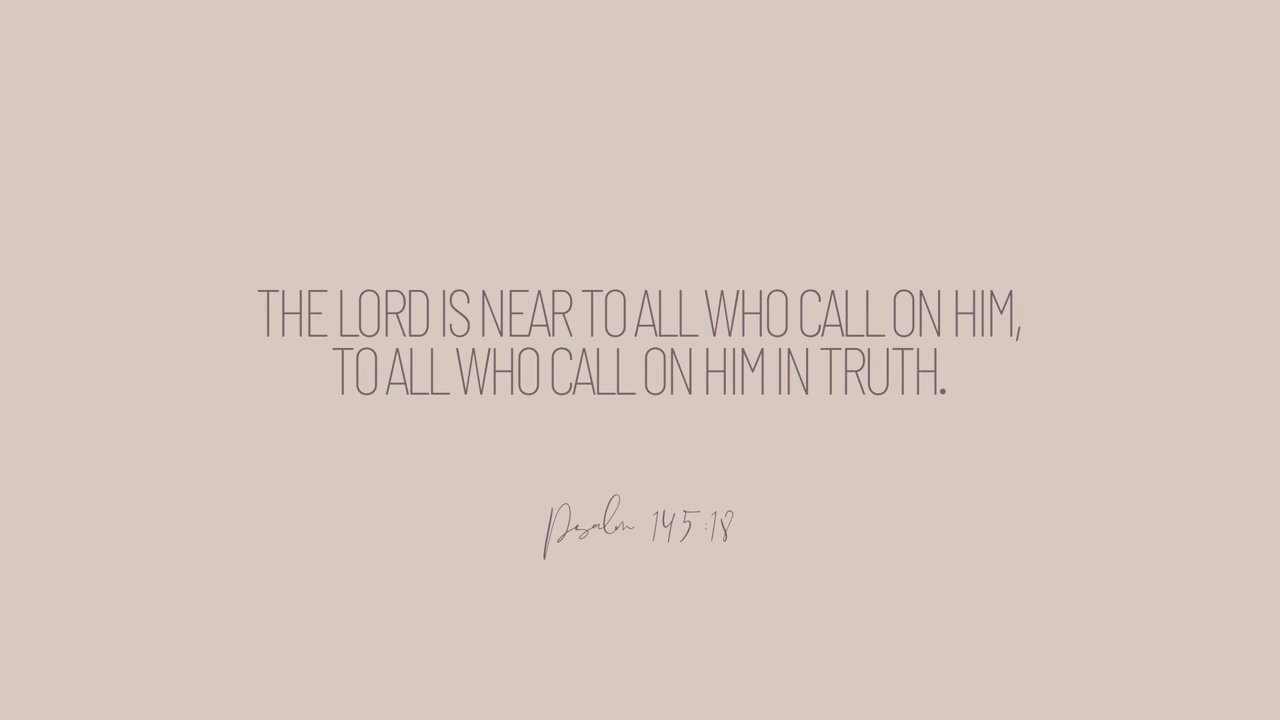 THE LORD IS NEAR TO ALL WHO CALL ON HIM,
TO ALL WHO CALL ON HIM IN TRUTH.
Psalm 145:18